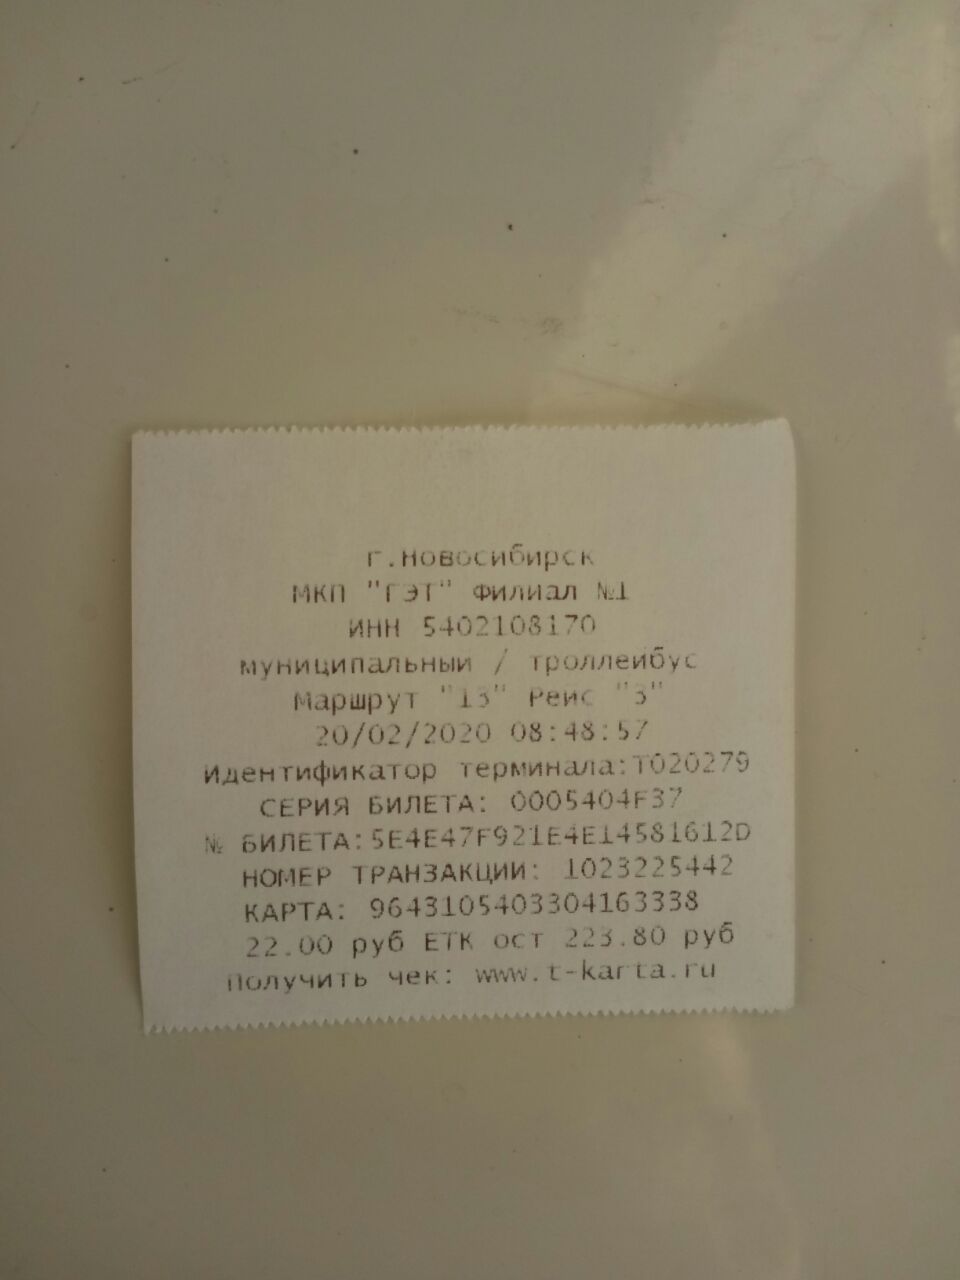 г.Новосибирск
МКП "ГЭТ" Филиал №1
ИНН 5402108170
муниципальный / троллейбус
Маршрут "13" Рейс "3"
20/02/2020 08:48:57
Идентификатор терминала:T020279
СЕРИЯ БИЛЕТА: 0005404F37
№ БИЛЕТА:5E4E47F921E4E14581612D
НОМЕР ТРАНЗАКЦИИ: 1023225442
КАРТА: 9643105403304163338
22.00 руб ЕТК ост 223.80 руб
Получить чек: www.t-karta.ru